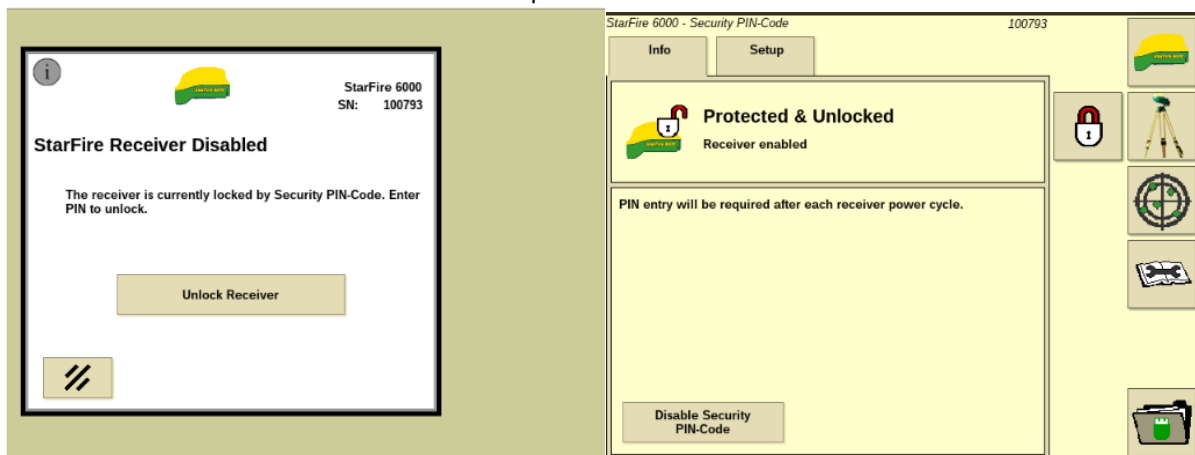 StarFire 6000
SN: 100793
StarFire Receiver Disabled
The receiver is currently locked by Security PIN-Code. Enter
PIN to unlock.
Unlock Receiver
StarFire 6000 - Security PIN-Code 100793
Info Setup
Protected & Unlocked
Receiver enabled
PIN entry will be required after each receiver power cycle.
Disable Security
PIN-Code